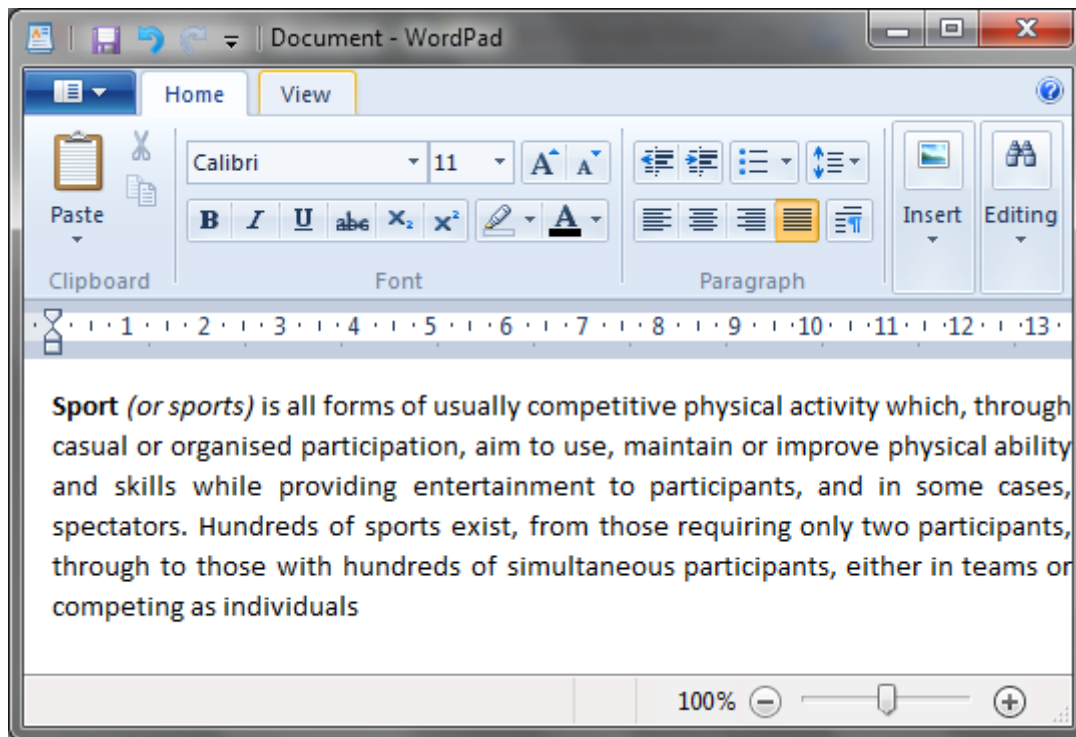 Document - WordPad
Home View
Calibri 11 A A
Paste B I U abc X₂ X² A Insert Editing
Clipboard Font Paragraph
1 2 3 4 5 6 7 8 9 10 11 12 13
Sport (or sports) is all forms of usually competitive physical activity which, through
casual or organised participation, aim to use, maintain or improve physical ability
and skills while providing entertainment to participants, and in some cases,
spectators. Hundreds of sports exist, from those requiring only two participants,
through to those with hundreds of simultaneous participants, either in teams or
competing as individuals
100%